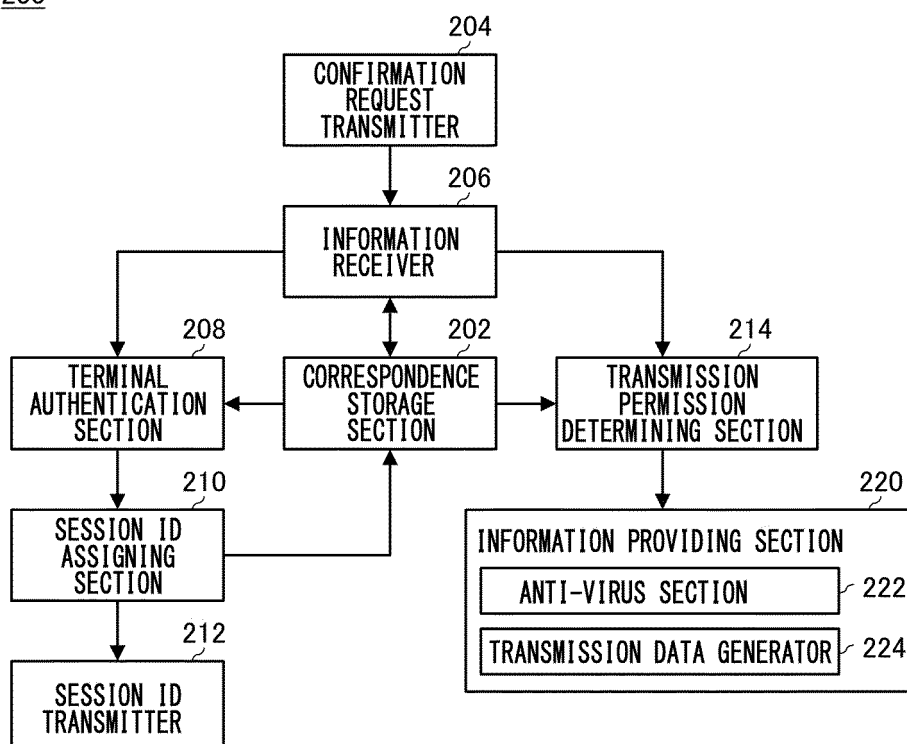 204
CONFIRMATION
REQUEST
TRANSMITTER
206
INFORMATION
RECEIVER
208
TERMINAL
AUTHENTICATION
SECTION
202
CORRESPONDENCE
STORAGE
SECTION
214
TRANSMISSION
PERMISSION
DETERMINING SECTION
210
SESSION ID
ASSIGNING
SECTION
220
INFORMATION PROVIDING SECTION
ANTI-VIRUS SECTION
222
TRANSMISSION DATA GENERATOR
224
212
SESSION ID
TRANSMITTER